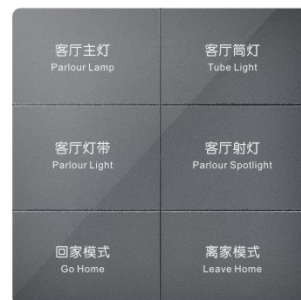 客厅主灯
Parlour Lamp
客厅筒灯
Tube Light
客厅灯带
Parlour Light
客厅射灯
Parlour Spotlight
回家模式
Go Home
离家模式
Leave Home